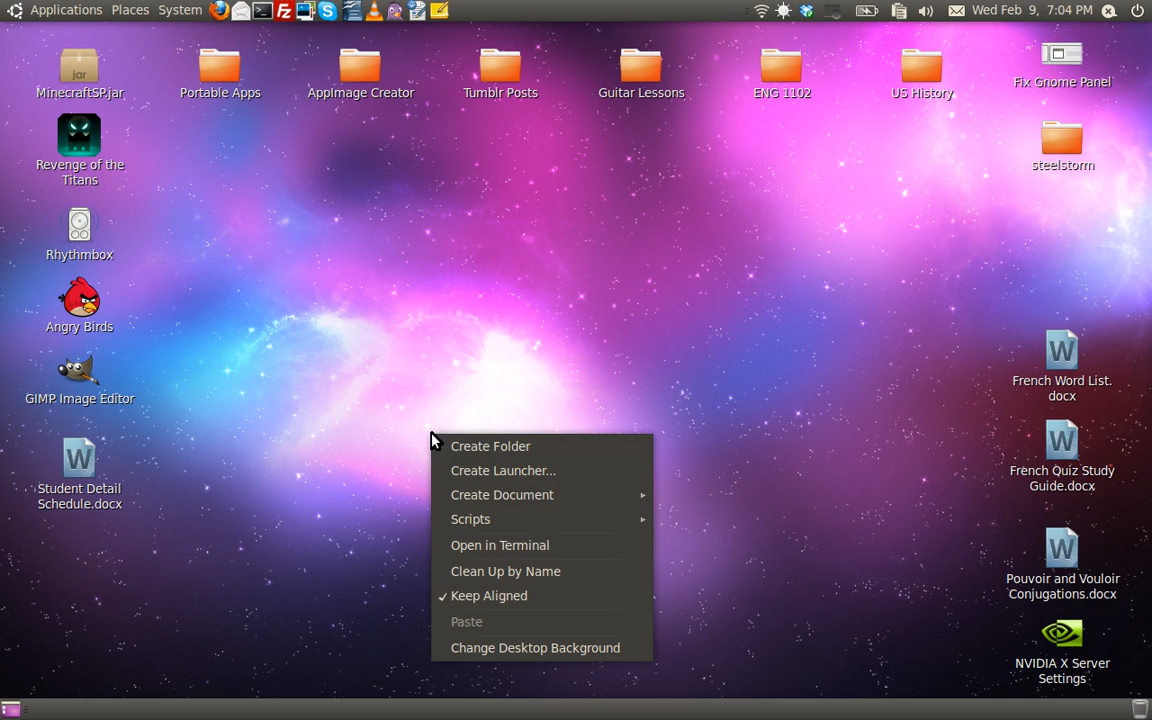 Applications Places System Wed Feb 9, 7:04 PM
jar
MinecraftSP.jar
Portable Apps
AppImage Creator
Tumblr Posts
Guitar Lessons
ENG 1102
US History
Fix Gnome Panel
Revenge of the
Titans
steelstorm
Rhythmbox
Angry Birds
GIMP Image Editor
W
Student Detail
Schedule.docx
W
French Word List.
docx
W
French Quiz Study
Guide.docx
W
Pouvoir and Vouloir
Conjugations.docx
NVIDIA X Server
Settings
Create Folder
Create Launcher...
Create Document
Scripts
Open in Terminal
Clean Up by Name
Keep Aligned
Paste
Change Desktop Background